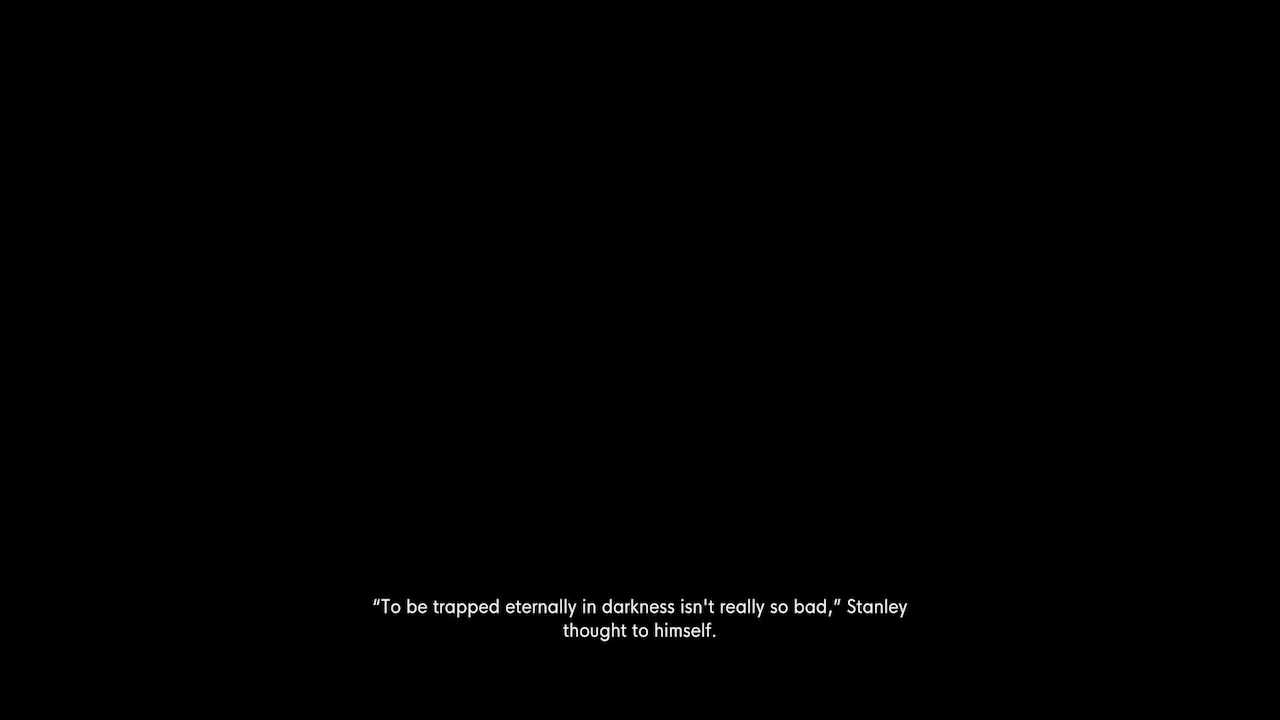 “To be trapped eternally in darkness isn't really so bad,” Stanley
thought to himself.